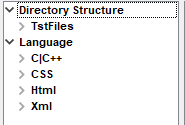 Directory Structure
TstFiles
Language
C|C++
CSS
Html
Xml